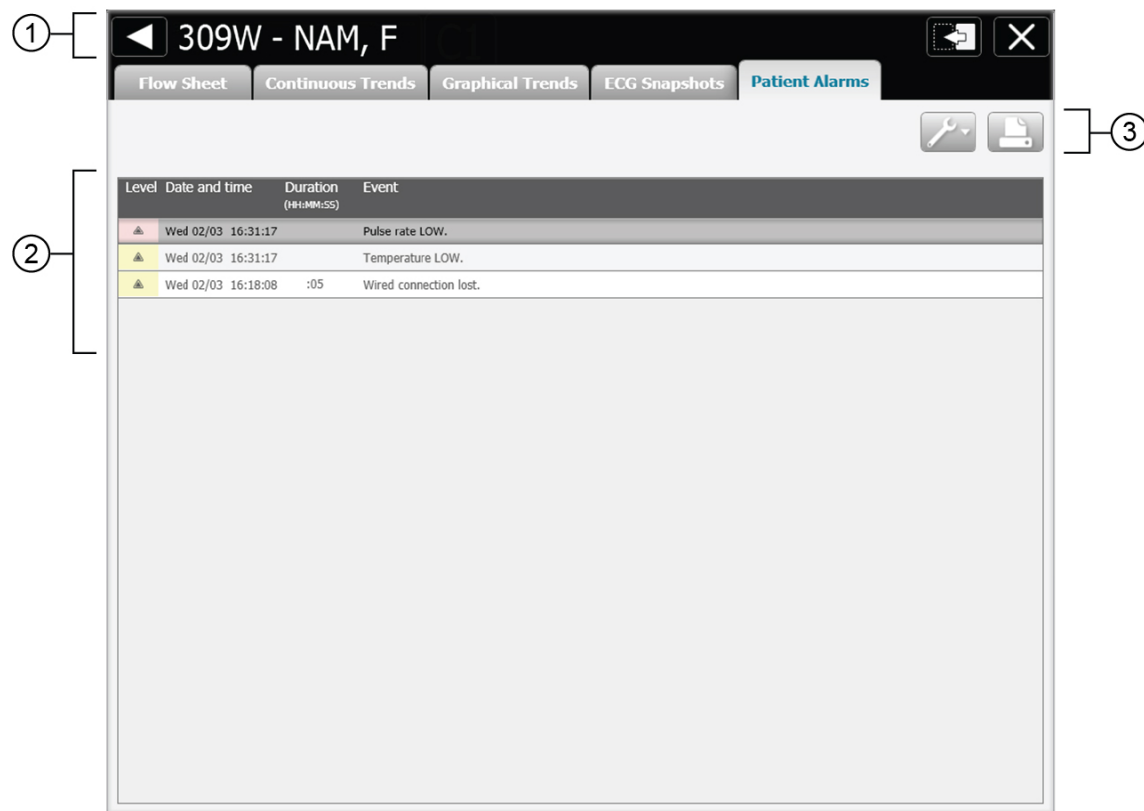 1
309W - NAM, F
C1
Flow Sheet Continuous Trends Graphical Trends ECG Snapshots Patient Alarms
3
Level Date and time Duration Event
(HH:MM:SS)
2
Wed 02/03 16:31:17 Pulse rate LOW.
Wed 02/03 16:31:17 Temperature LOW.
Wed 02/03 16:18:08 :05 Wired connection lost.